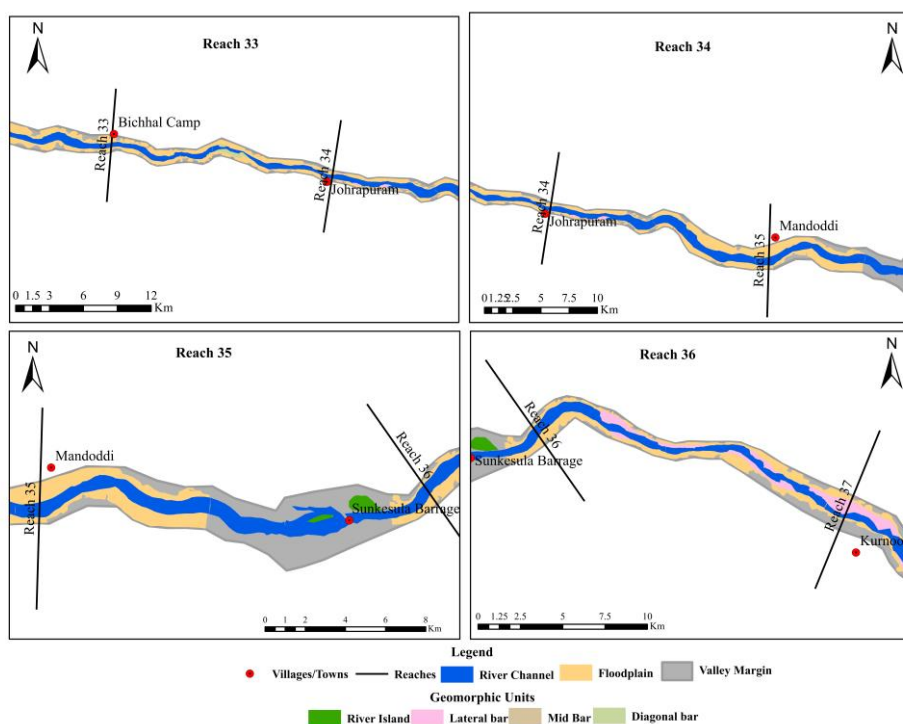 N
Reach 33
Bichhal Camp
Reach 33
Reach 34
Johrapuram
0 1.5 3 6 9 12
Km
N
Reach 34
Reach 34
Johrapuram
Mandoddi
Reach 35
0 1.25 2.5 5 7.5 10
Km
N
Reach 35
Mandoddi
Reach 35
Reach 36
Sunkesula Barrage
0 1 2 4 6 8
Km
N
Reach 36
Reach 36
Sunkesula Barrage
Reach 37
Kurnoo
0 1.25 2.5 5 7.5 10
Km
Legend
Villages/Towns Reaches River Channel Floodplain Valley Margin
Geomorphic Units
River Island Lateral bar Mid Bar Diagonal bar